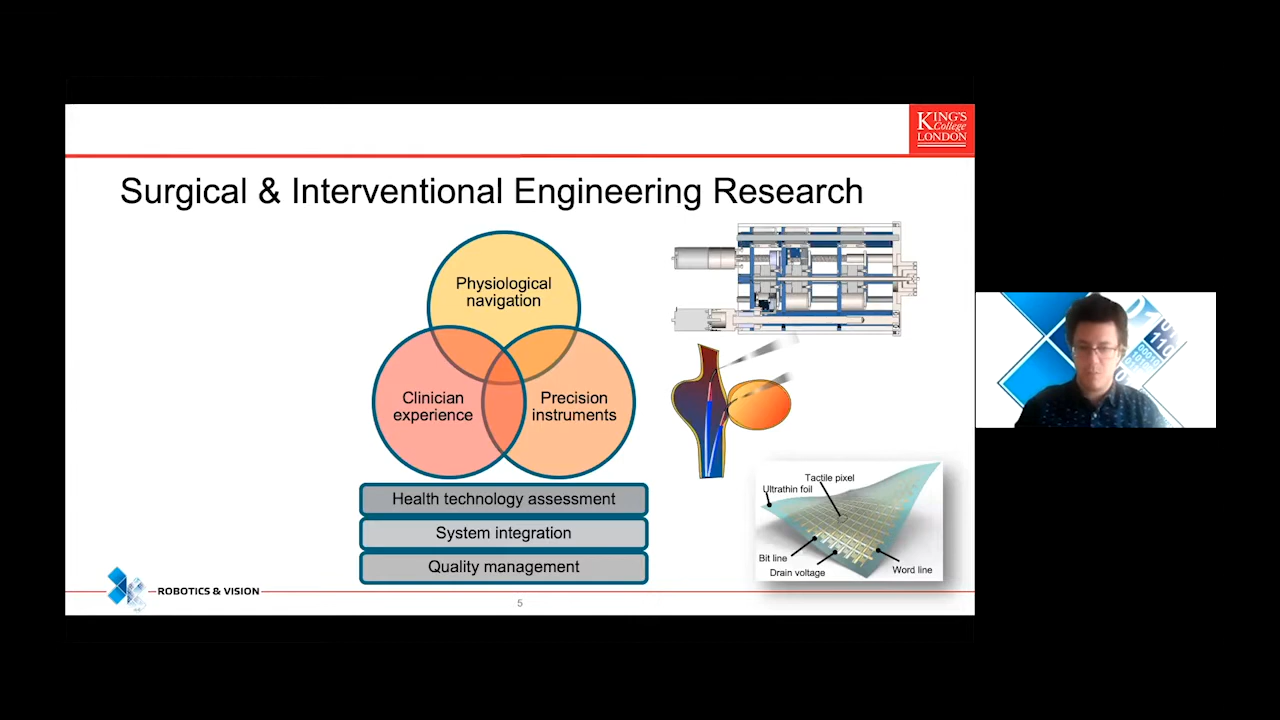 KING'S
College
LONDON
Surgical & Interventional Engineering Research
Physiological
navigation
Clinician
experience
Precision
instruments
Health technology assessment
System integration
Quality management
Tactile pixel
Ultrathin foil
Bit line
Drain voltage
Word line
ROBOTICS & VISION
5